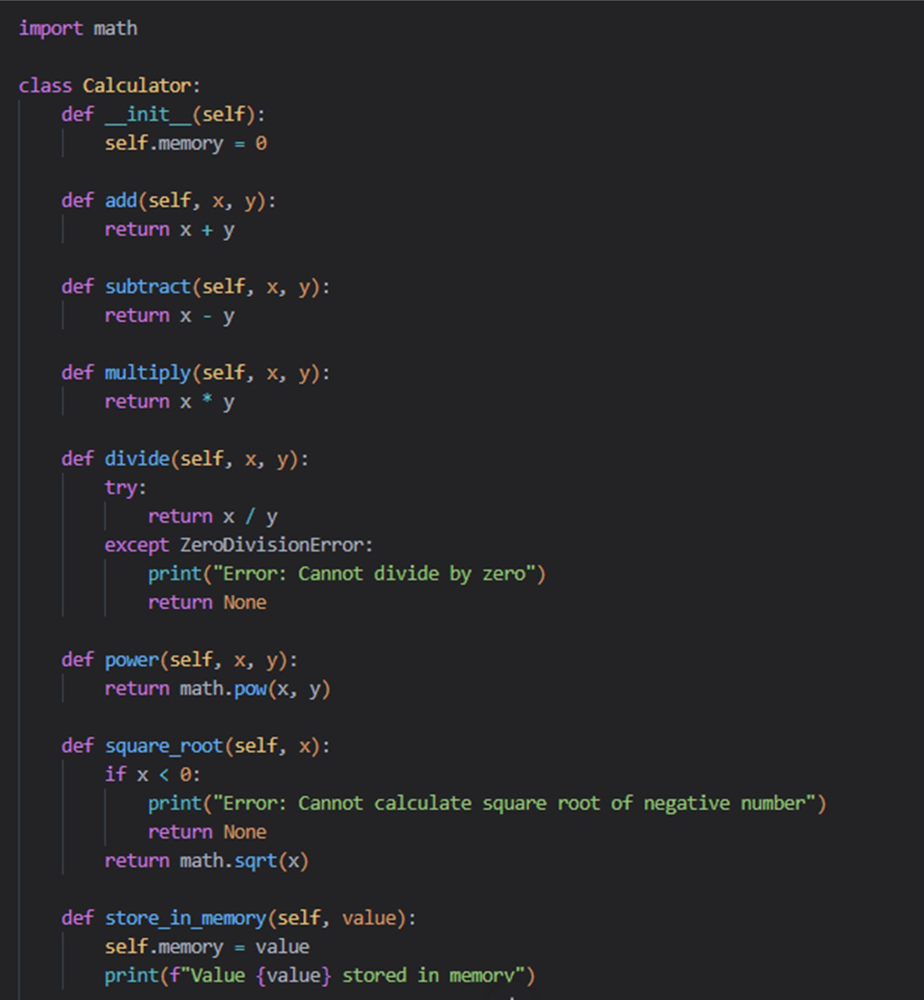 import math
class Calculator:
    def __init__(self):
        self.memory = 0
    def add(self, x, y):
        return x + y
    def subtract(self, x, y):
        return x - y
    def multiply(self, x, y):
        return x * y
    def divide(self, x, y):
        try:
            return x / y
        except ZeroDivisionError:
            print("Error: Cannot divide by zero")
            return None
    def power(self, x, y):
        return math.pow(x, y)
    def square_root(self, x):
        if x < 0:
            print("Error: Cannot calculate square root of negative number")
            return None
        return math.sqrt(x)
    def store_in_memory(self, value):
        self.memory = value
        print(f"Value {value} stored in memory")